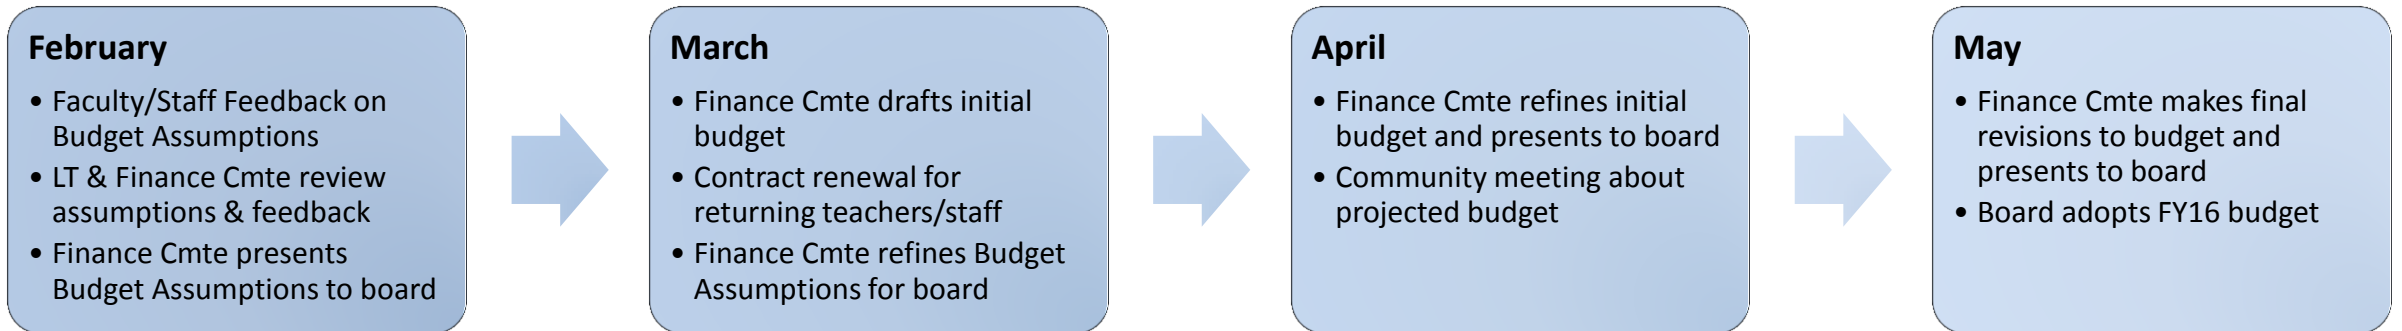 February
• Faculty/Staff Feedback on
Budget Assumptions
• LT & Finance Cmte review
assumptions & feedback
• Finance Cmte presents
Budget Assumptions to board
March
• Finance Cmte drafts initial
budget
• Contract renewal for
returning teachers/staff
• Finance Cmte refines Budget
Assumptions for board
April
• Finance Cmte refines initial
budget and presents to board
• Community meeting about
projected budget
May
• Finance Cmte makes final
revisions to budget and
presents to board
• Board adopts FY16 budget